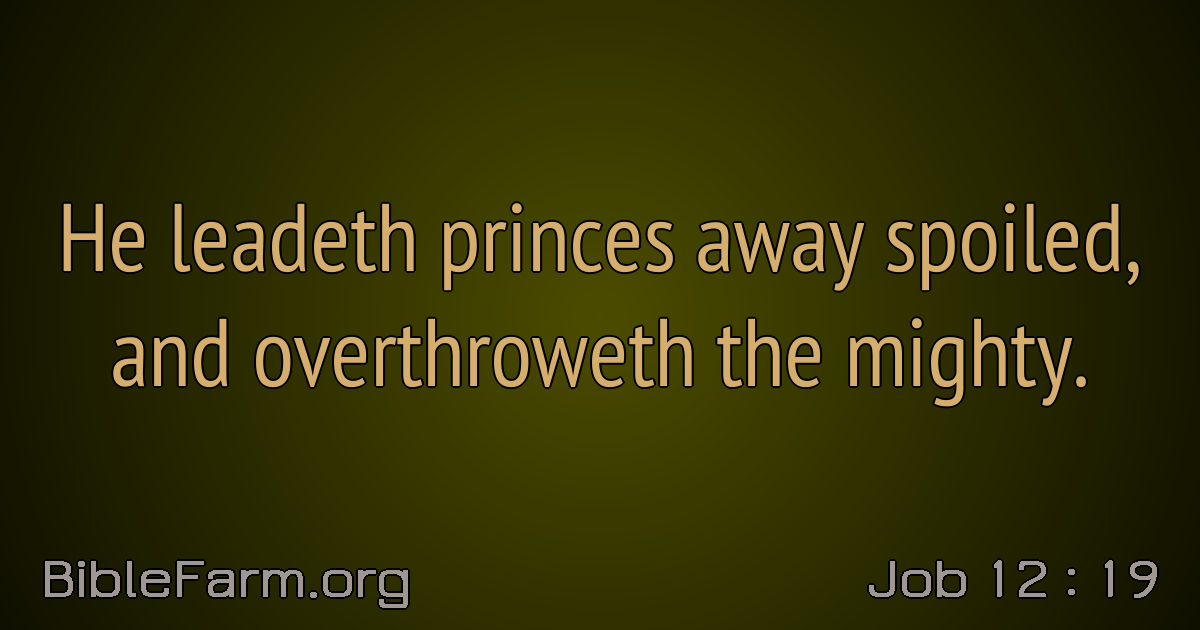 He leadeth princes away spoiled,
and overthroweth the mighty.
BibleFarm.org
Job 12 : 19